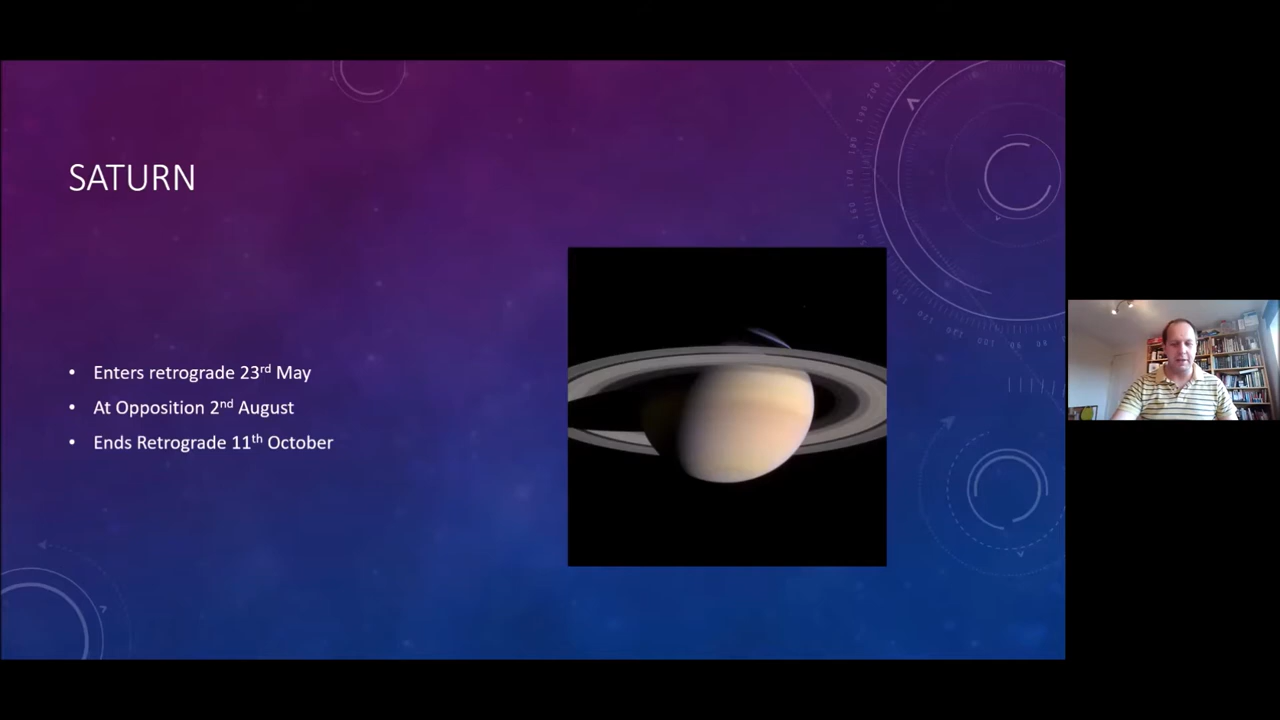 SATURN
• Enters retrograde 23rd May
• At Opposition 2nd August
• Ends Retrograde 11th October